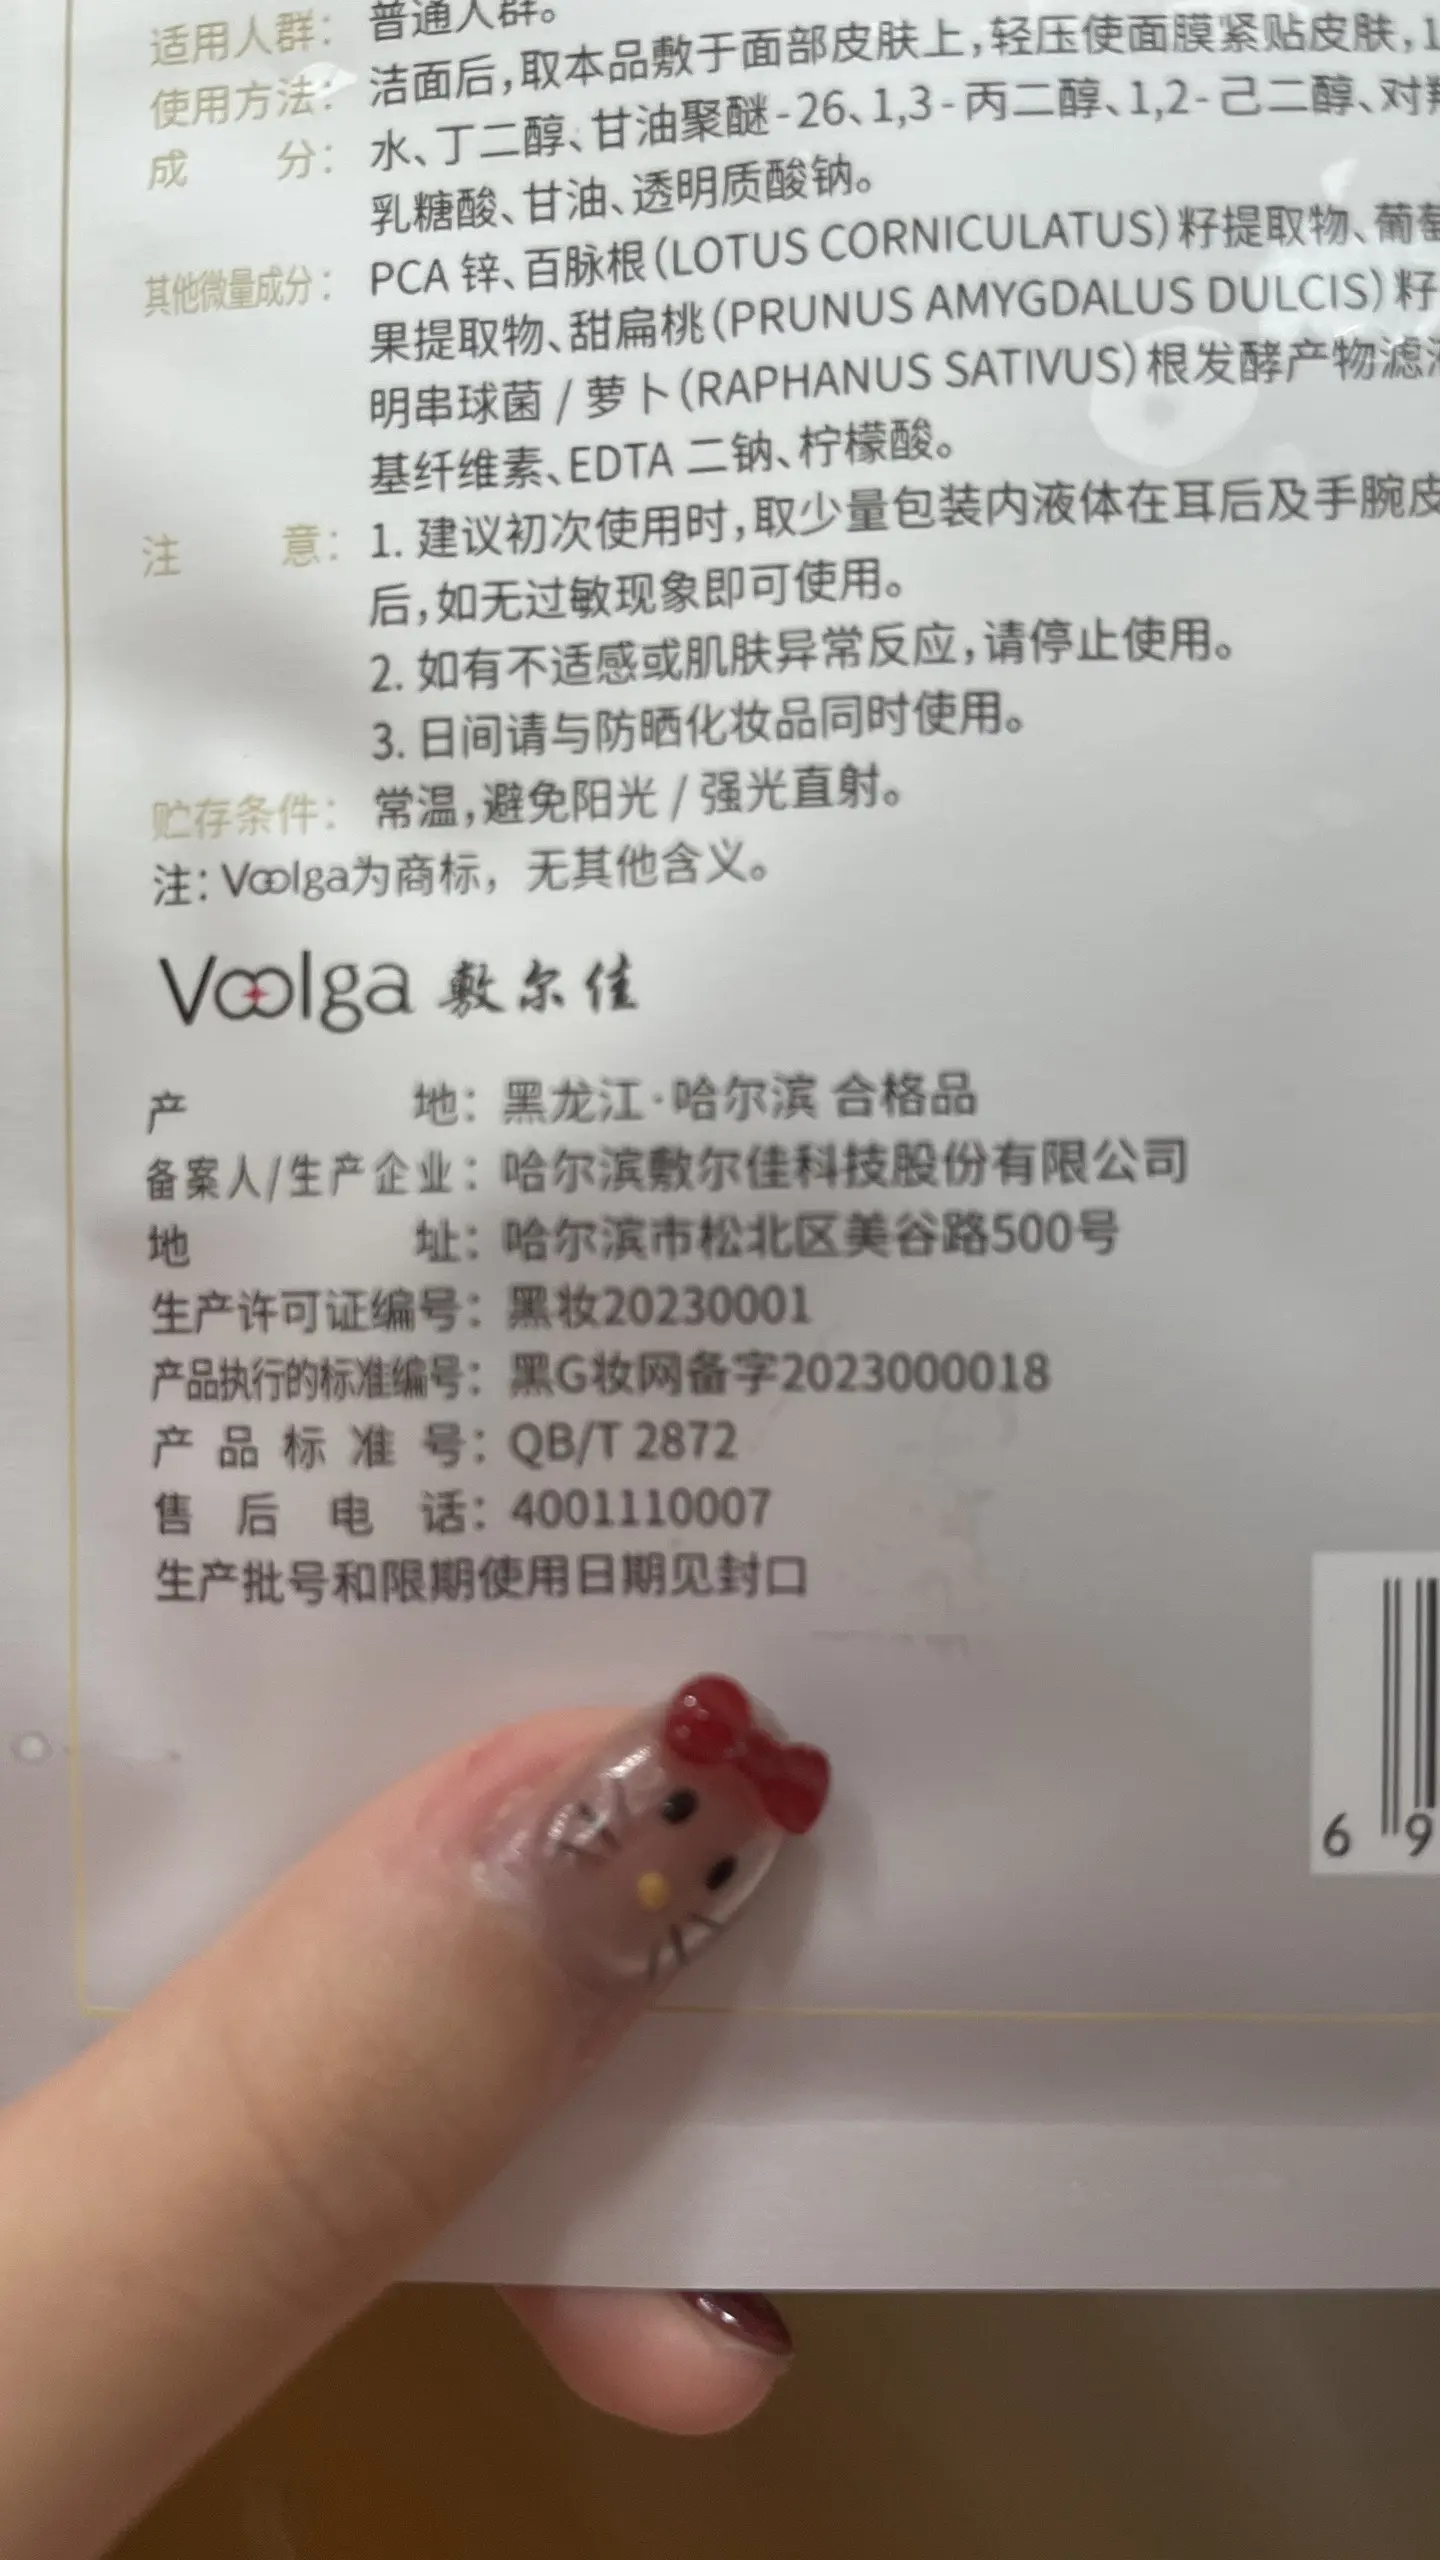 适用人群：普通人群。
使用方法：洁面后，取本品敷于面部皮肤上，轻压使面膜紧贴皮肤，1
成分：水、丁二醇、甘油聚醚-26、1,3-丙二醇、1,2-己二醇、对羟
乳糖酸、甘油、透明质酸钠。
其他微量成分：PCA 锌、百脉根（LOTUS CORNICULATUS）籽提取物、葡萄
果提取物、甜扁桃（PRUNUS AMYGDALUS DULCIS）籽
明串球菌 / 萝卜（RAPHANUS SATIVUS）根发酵产物滤液
基纤维素、EDTA 二钠、柠檬酸。
注意：1. 建议初次使用时，取少量包装内液体在耳后及手腕皮
后，如无过敏现象即可使用。
2. 如有不适感或肌肤异常反应，请停止使用。
3. 日间请与防晒化妆品同时使用。
贮存条件：常温，避免阳光 / 强光直射。
注：Voolga为商标，无其他含义。
Voolga 敷尔佳
产地：黑龙江·哈尔滨 合格品
备案人/生产企业：哈尔滨敷尔佳科技股份有限公司
地址：哈尔滨市松北区美谷路500号
生产许可证编号：黑妆20230001
产品执行的标准编号：黑G妆网备字2023000018
产品标准号：QB/T 2872
售后电话：4001110007
生产批号和限期使用日期见封口
6 9